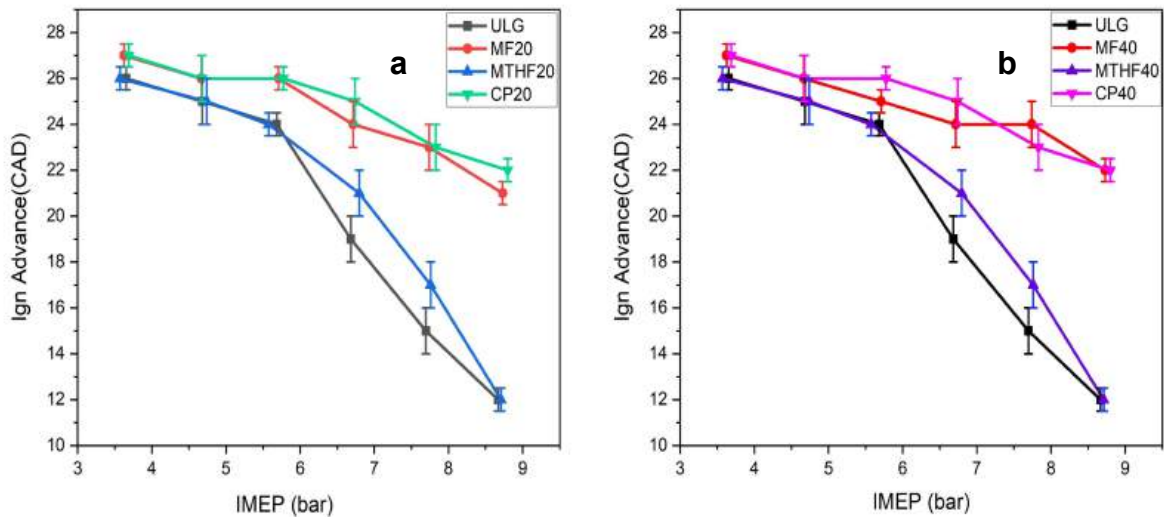 28
26
24
22
20
18
16
14
12
10
Ign Advance(CAD)
ULG
MF20
MTHF20
CP20
a
3 4 5 6 7 8 9
IMEP (bar)
28
26
24
22
20
18
16
14
12
10
Ign Advance(CAD)
ULG
MF40
MTHF40
CP40
b
3 4 5 6 7 8 9
IMEP (bar)